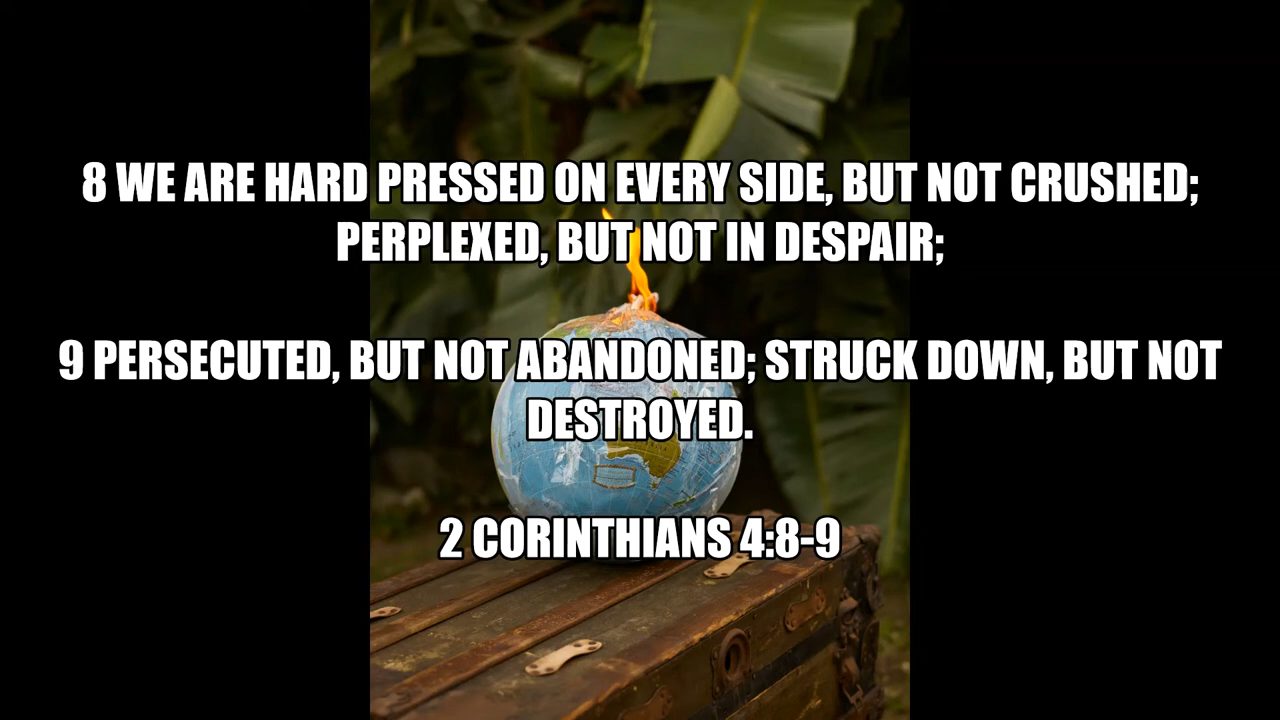 8 WE ARE HARD PRESSED ON EVERY SIDE, BUT NOT CRUSHED;
PERPLEXED, BUT NOT IN DESPAIR;
9 PERSECUTED, BUT NOT ABANDONED; STRUCK DOWN, BUT NOT
DESTROYED.
2 CORINTHIANS 4:8-9